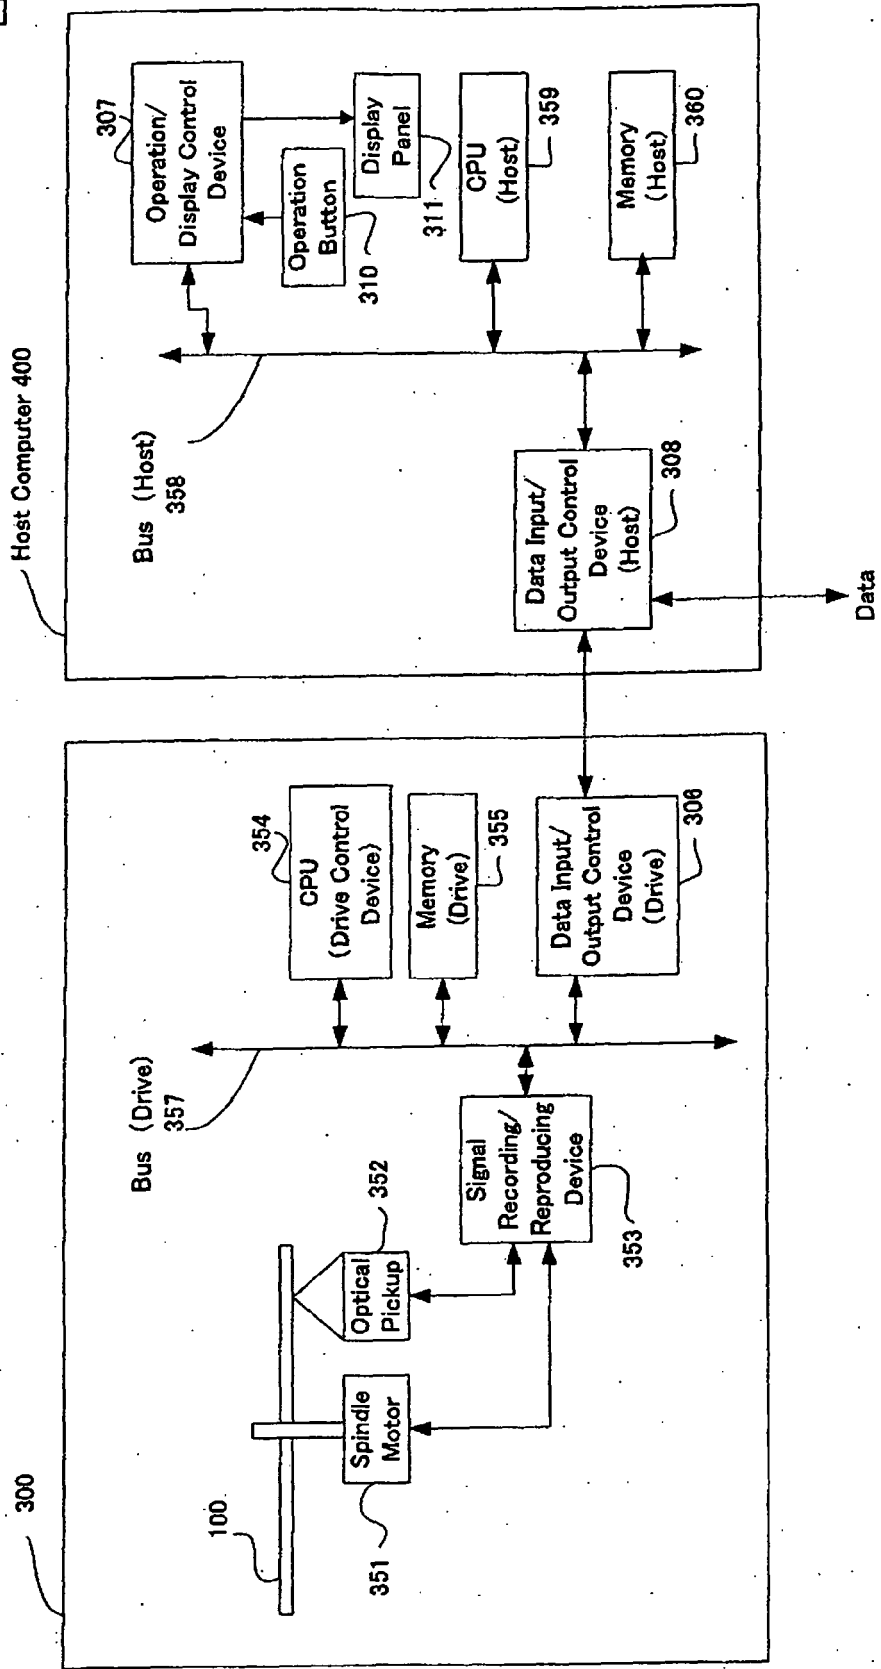 300
100
Spindle
Motor
351
Optical
Pickup
352
Signal
Recording/
Reproducing
Device
353
Bus (Drive)
357
CPU
(Drive Control
Device)
354
Memory
(Drive)
355
Data Input/
Output Control
Device
(Drive)
306
Host Computer 400
Bus (Host)
358
Operation/
Display Control
Device
307
Operation
Button
310
Display
Panel
311
CPU
(Host)
359
Memory
(Host)
360
Data Input/
Output Control
Device
(Host)
308
Data